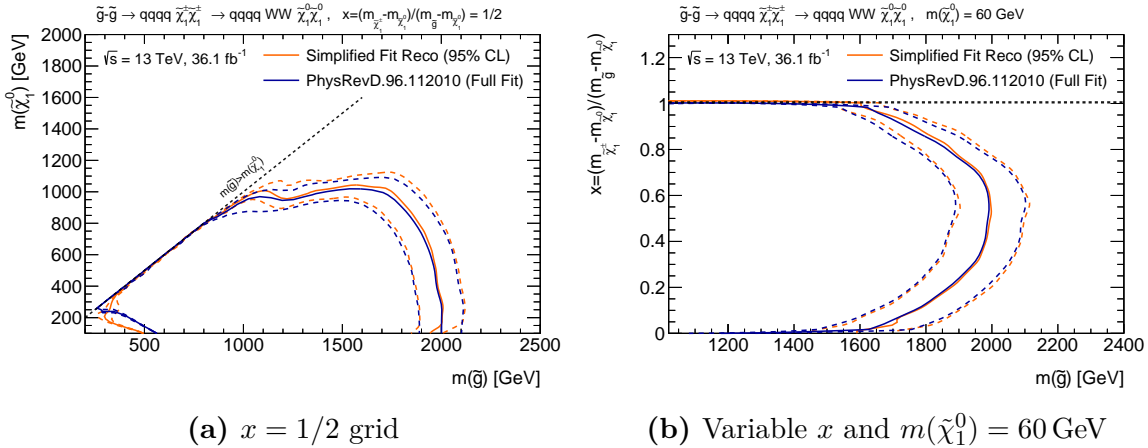 g̃-g̃ → qqqq χ̃₁±χ̃₁± → qqqq WW χ̃₁⁰χ̃₁⁰ , x=(m_χ̃₁± -m_χ̃₁⁰)/(m_g̃ -m_χ̃₁⁰) = 1/2
m(χ̃₁⁰) [GeV]
2000
1800
1600
1400
1200
1000
800
600
400
200
√s = 13 TeV, 36.1 fb⁻¹
Simplified Fit Reco (95% CL)
PhysRevD.96.112010 (Full Fit)
m(g̃)>m(χ̃₁⁰)
500 1000 1500 2000 2500
m(g̃) [GeV]
(a) x = 1/2 grid
g̃-g̃ → qqqq χ̃₁±χ̃₁± → qqqq WW χ̃₁⁰χ̃₁⁰ , m(χ̃₁⁰) = 60 GeV
x=(m_χ̃₁± -m_χ̃₁⁰)/(m_g̃ -m_χ̃₁⁰)
1.2
1
0.8
0.6
0.4
0.2
0
√s = 13 TeV, 36.1 fb⁻¹
Simplified Fit Reco (95% CL)
PhysRevD.96.112010 (Full Fit)
1200 1400 1600 1800 2000 2200 2400
m(g̃) [GeV]
(b) Variable x and m(χ̃₁⁰) = 60 GeV